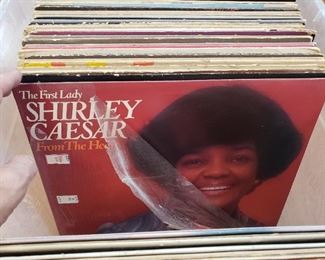 The First Lady
SHIRLEY
CAESAR
From The Heart